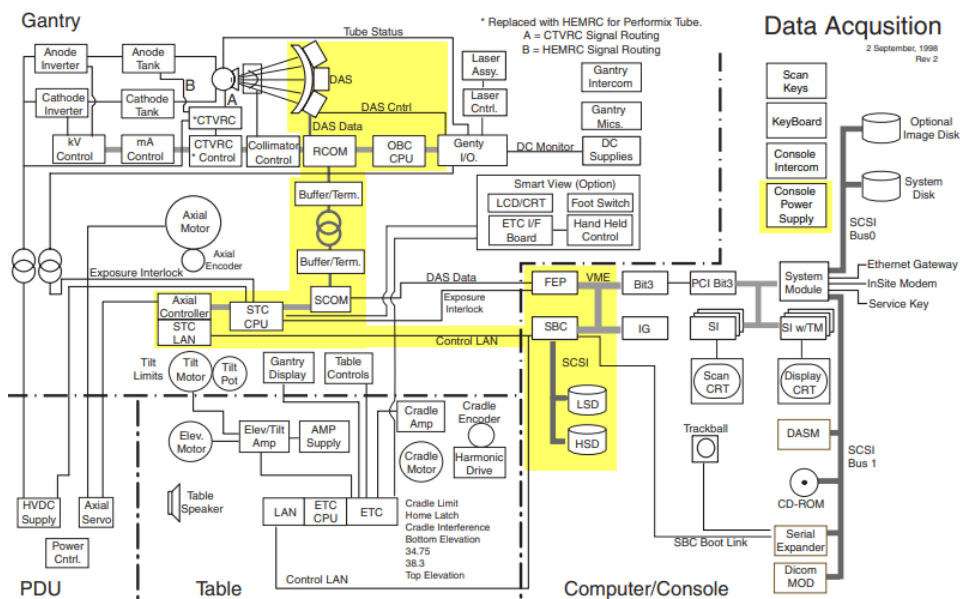 Gantry
* Replaced with HEMRC for Performix Tube.
A = CTVRC Signal Routing
B = HEMRC Signal Routing
Data Acqusition
2 September, 1998
Rev 2
Tube Status
Anode
Inverter
Anode
Tank
B
A
DAS
Laser
Assy.
Laser
Cntrl.
Gantry
Intercom
Gantry
Mics.
DC
Supplies
DC Monitor
Cathode
Inverter
Cathode
Tank
*CTVRC
DAS Cntrl
DAS Data
kV
Control
mA
Control
CTVRC
* Control
Collimator
Control
RCOM
OBC
CPU
Genty
I/O.
Scan
Keys
KeyBoard
Console
Intercom
Console
Power
Supply
Optional
Image Disk
System
Disk
SCSI
Bus0
Buffer/Term.
Buffer/Term.
Smart View (Option)
LCD/CRT
Foot Switch
ETC I/F
Board
Hand Held
Control
Axial
Motor
Axial
Encoder
Exposure Interlock
Axial
Controller
STC
LAN
STC
CPU
SCOM
DAS Data
Exposure
Interlock
Control LAN
FEP
VME
Bit3
PCI Bit3
System
Module
Ethernet Gateway
InSite Modem
Service Key
SBC
IG
SI
SI w/TM
SCSI
LSD
HSD
Scan
CRT
Display
CRT
Tilt
Limits
Tilt
Motor
Tilt
Pot
Gantry
Display
Table
Controls
Elev.
Motor
Elev/Tilt
Amp
AMP
Supply
Cradle
Amp
Cradle
Encoder
Cradle
Motor
Harmonic
Drive
Trackball
DASM
SCSI
Bus 1
CD-ROM
HVDC
Supply
Axial
Servo
Power
Cntrl.
Table
Speaker
LAN
ETC
CPU
ETC
Cradle Limit
Home Latch
Cradle Interference
Bottom Elevation
34.75
38.3
Top Elevation
Control LAN
SBC Boot Link
Serial
Expander
Dicom
MOD
PDU
Table
Computer/Console